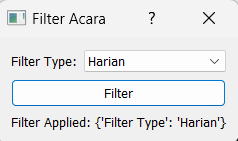 Filter Acara
?
Filter Type: Harian
Filter
Filter Applied: {'Filter Type': 'Harian'}